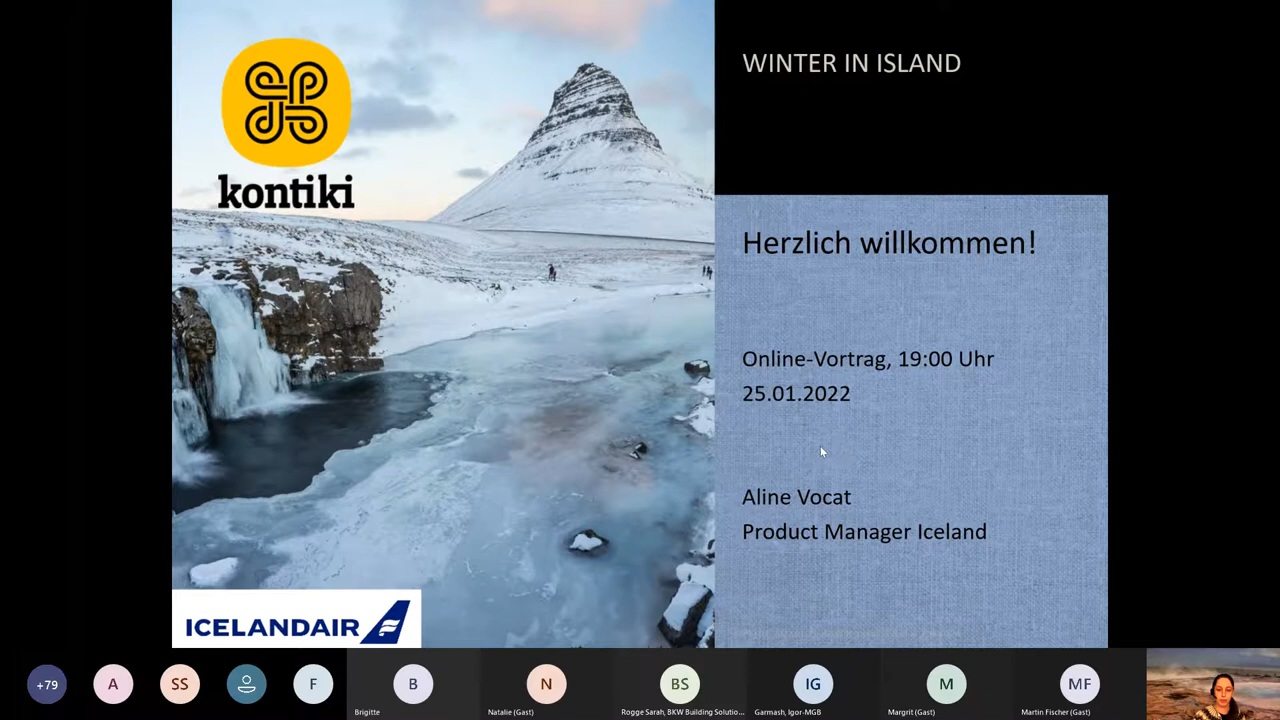 WINTER IN ISLAND
kontiki
Herzlich willkommen!
Online-Vortrag, 19:00 Uhr
25.01.2022
Aline Vocat
Product Manager Iceland
ICELANDAIR
+79
A
SS
F
B
N
BS
IG
M
MF
Brigitte
Natalie (Gast)
Rogge Sarah, BKW Building Solutio...
Garmash, Igor-MGB
Margrit (Gast)
Martin Fischer (Gast)